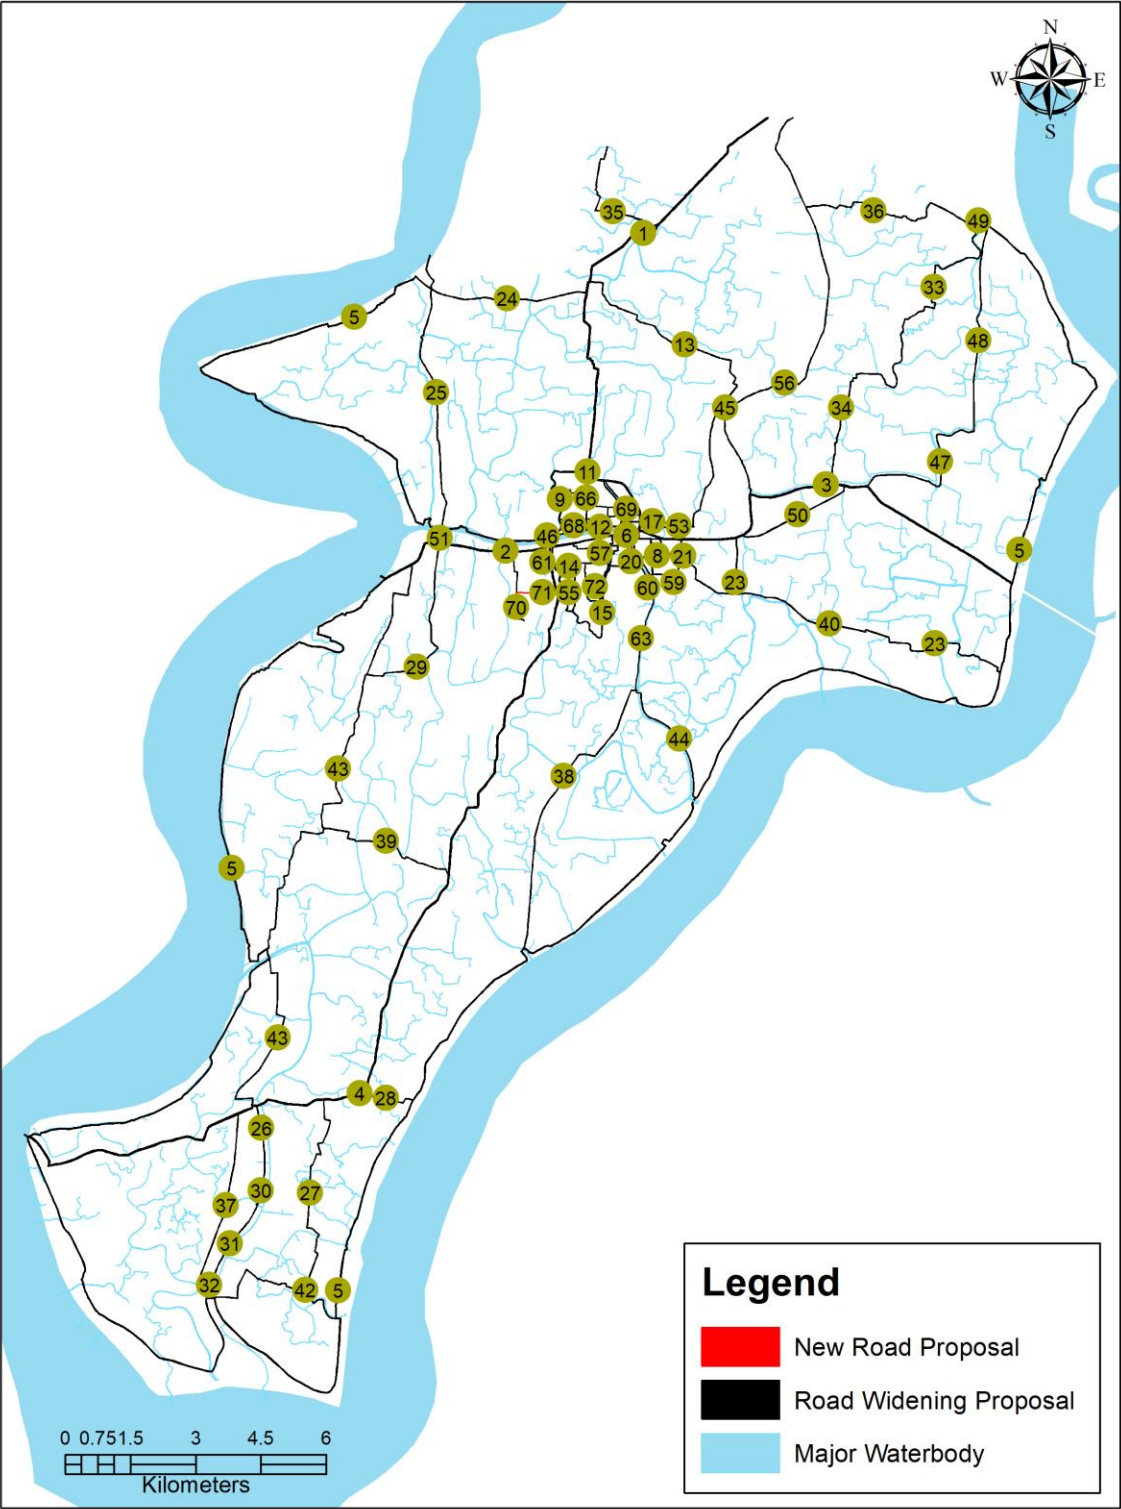 N
W E
S
35
36
1
49
33
24
5
13
48
56
25
45
34
11
47
3
9 66
69
50
68 12 17 53
46 6
51
2 57 8 21 5
61 14 20
72 60 59 23
71 55
70 15
40
63 23
29
44
43 38
39
5
43
4 28
26
30 27
37
31
32 42 5
Legend
New Road Proposal
Road Widening Proposal
Major Waterbody
0 0.75 1.5 3 4.5 6
Kilometers